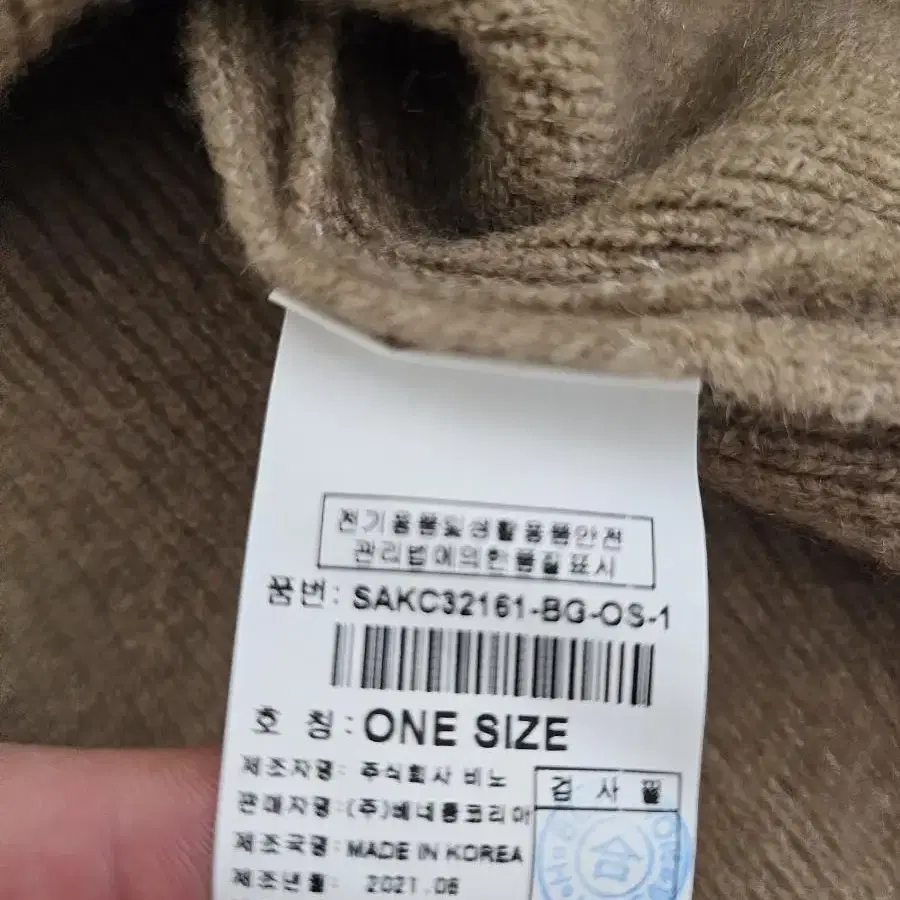 전기용품및생활용품안전
관리법에의한품질표시
품번: SAKC32161-BG-OS-1
호 칭: ONE SIZE
제조자명: 주식회사 비노
판매자명: (주)베네통코리아
제조국명: MADE IN KOREA
제조년월: 2021.06
검 사 필
합